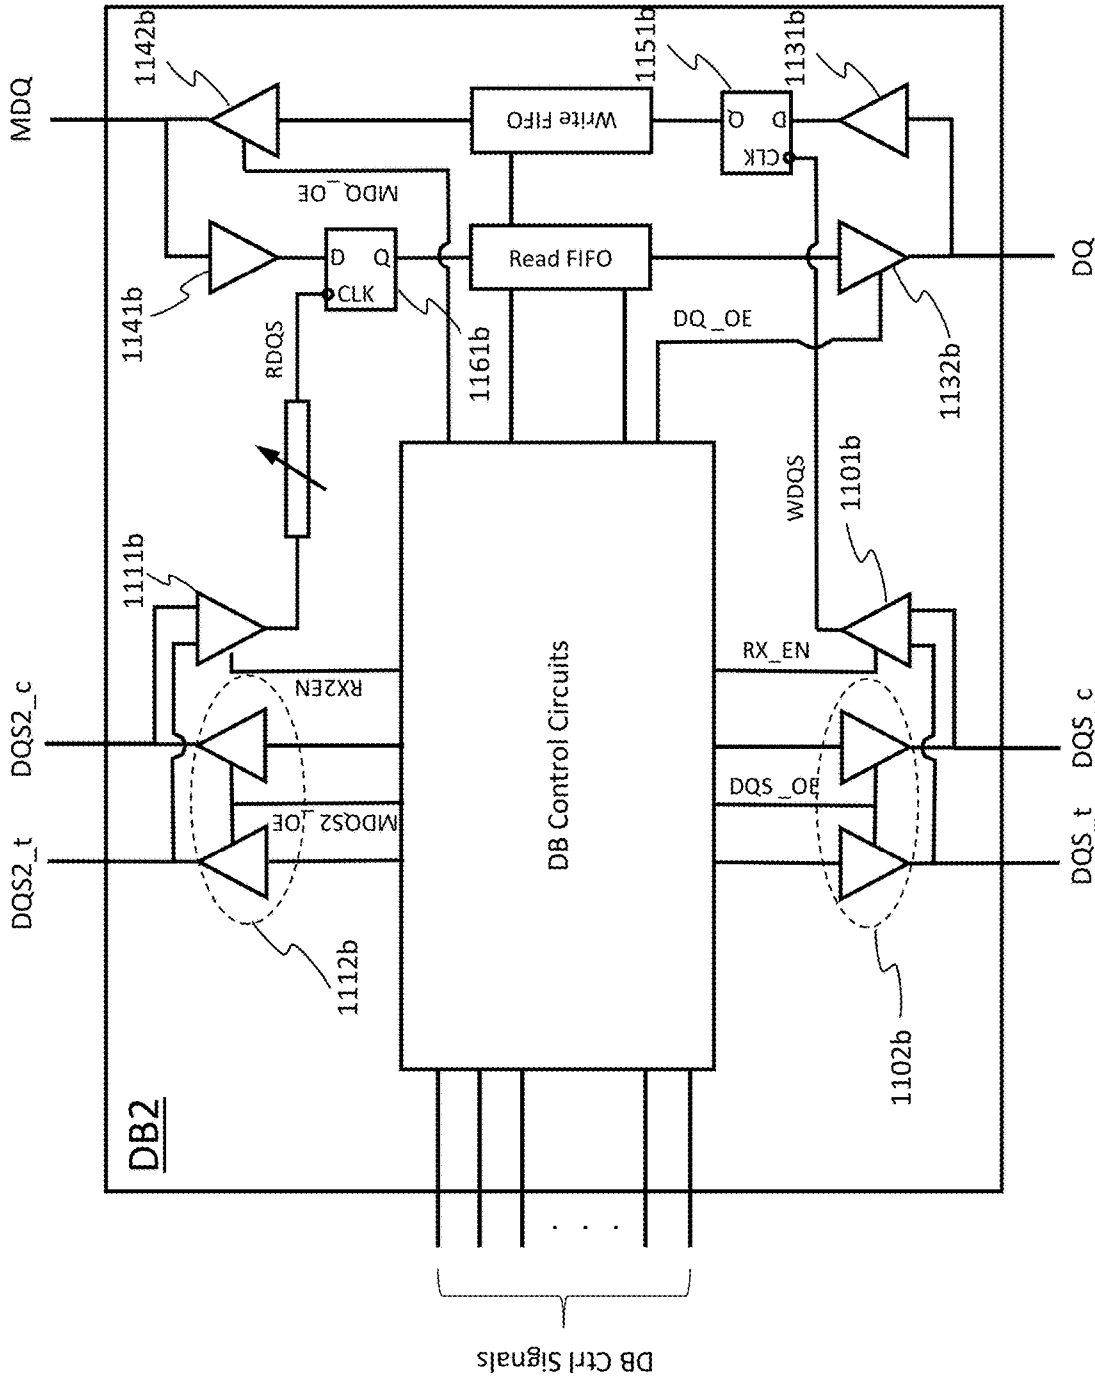 MDQ
1142b
1151b
1131b
Write FIFO
Q
D
CLK
MDQ_OE
1141b
D
Q
CLK
Read FIFO
DQ
RDQS
1161b
DQ_OE
1132b
WDQS
1101b
1111b
DQS2_c
RX2EN
RX_EN
DQS_c
DB Control Circuits
DQS2_t
MDQS2_OE
DQS_OE
DQS_t
1112b
1102b
DB2
. . .
DB Ctrl Signals